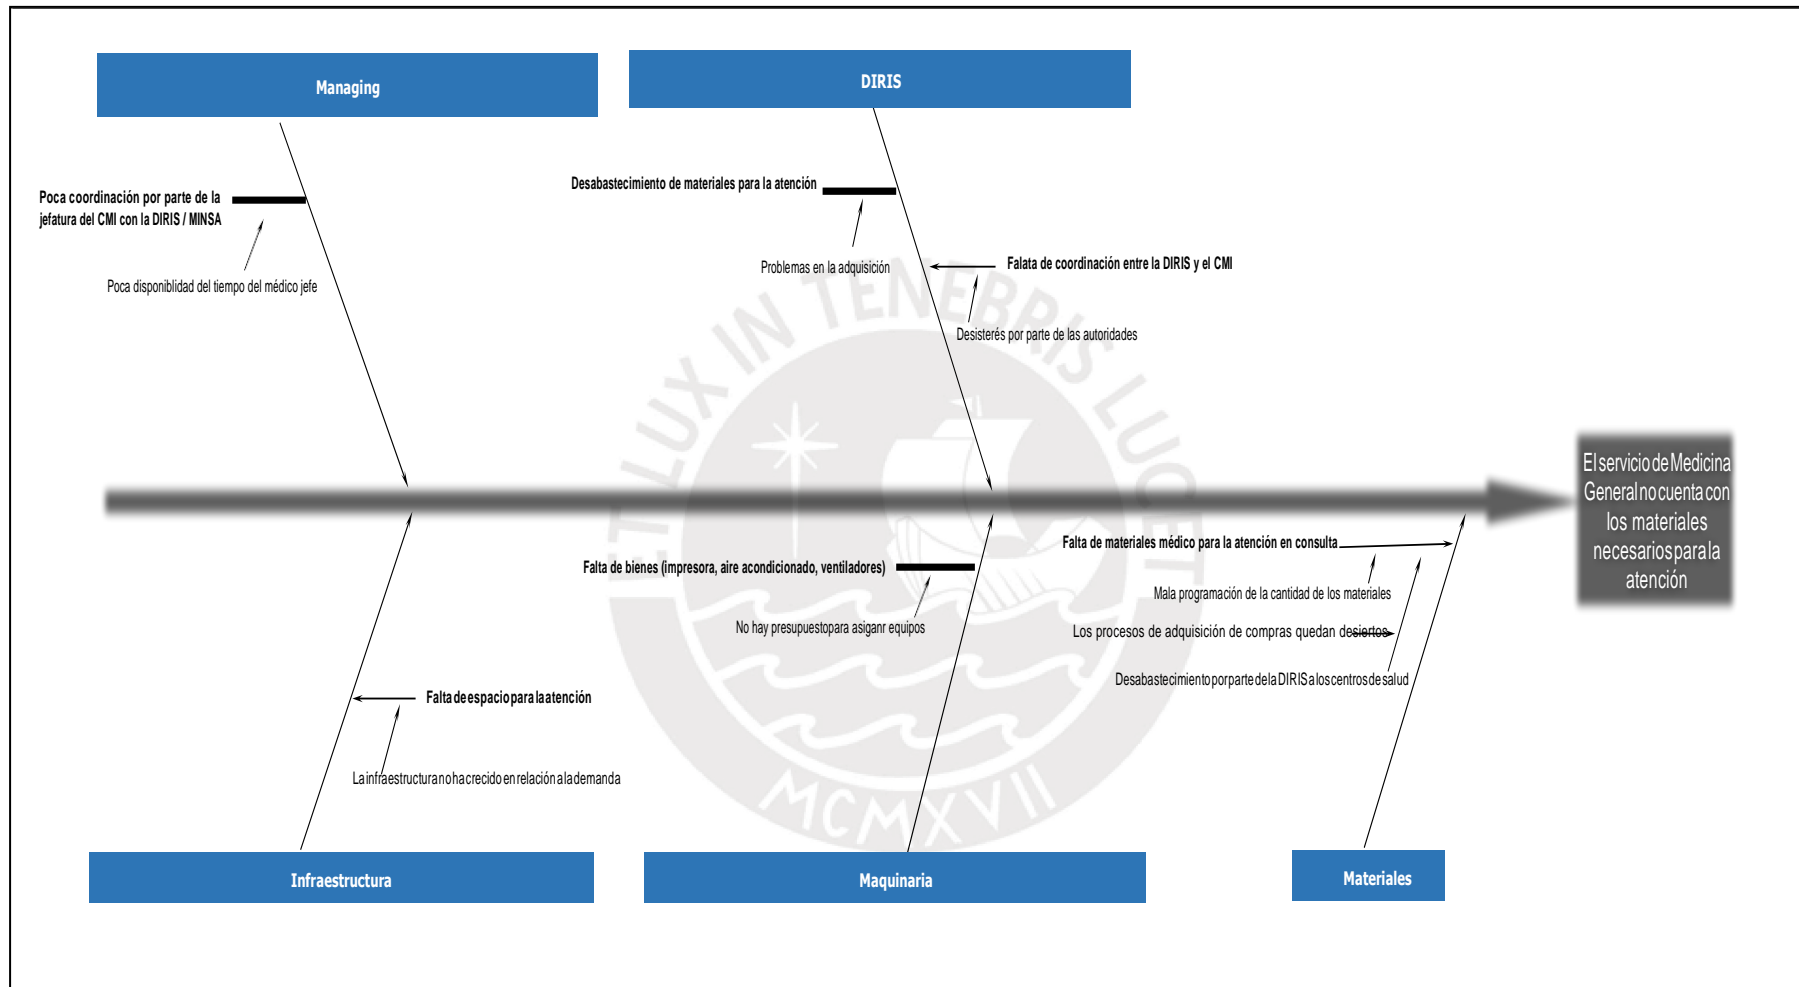 Managing
DIRIS
Poca coordinación por parte de la
jefatura del CMI con la DIRIS / MINSA
Poca disponiblidad del tiempo del médico jefe
Desabastecimiento de materiales para la atención
Problemas en la adquisición
Falata de coordinación entre la DIRIS y el CMI
Desisterés por parte de las autoridades
ET LUX IN TENEBRIS LUCET
El servicio de Medicina
General no cuenta con
los materiales
necesarios para la
atención
Falta de bienes (impresora, aire acondicionado, ventiladores)
No hay presupuestopara asiganr equipos
Falta de materiales médico para la atención en consulta
Mala programación de la cantidad de los materiales
Los procesos de adquisición de compras quedan desiertos
Desabastecimiento por parte de la DIRIS a los centros de salud
Falta de espacio para la atención
La infraestructura no ha crecido en relación a la demanda
MCMXVII
Infraestructura
Maquinaria
Materiales